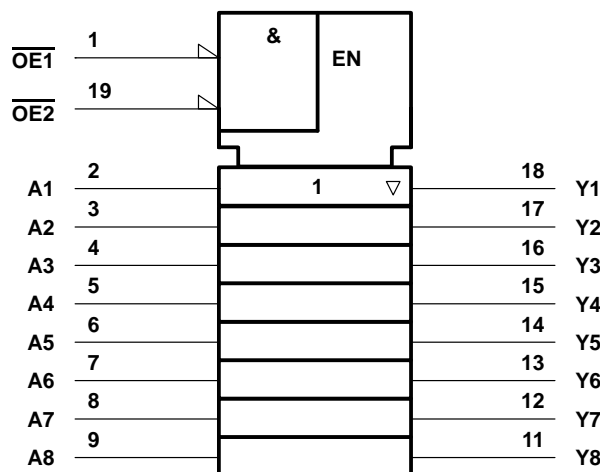 & EN
OE1 1
OE2 19
A1 2 1 ▽ 18 Y1
A2 3 17 Y2
A3 4 16 Y3
A4 5 15 Y4
A5 6 14 Y5
A6 7 13 Y6
A7 8 12 Y7
A8 9 11 Y8